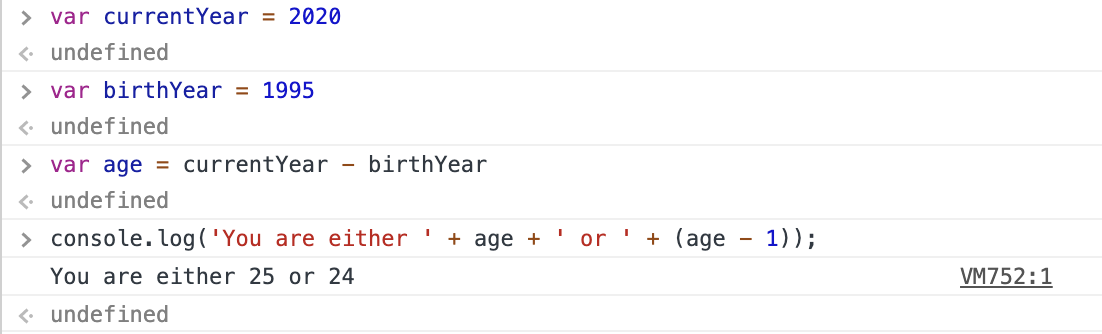 > var currentYear = 2020
<· undefined
> var birthYear = 1995
<· undefined
> var age = currentYear - birthYear
<· undefined
> console.log('You are either ' + age + ' or ' + (age - 1));
You are either 25 or 24 VM752:1
<· undefined